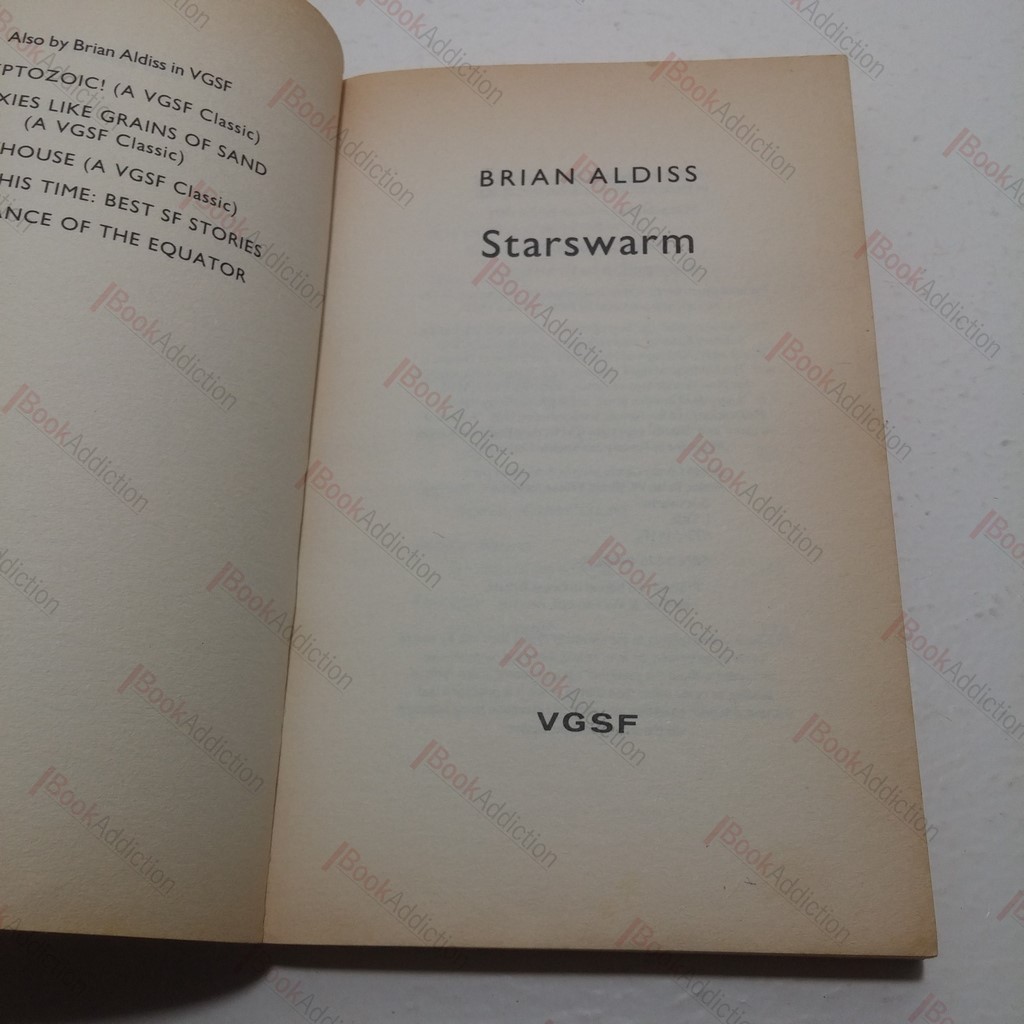 Also by Brian Aldiss in VGSF
PTOZOIC! (A VGSF Classic)
XIES LIKE GRAINS OF SAND
(A VGSF Classic)
HOUSE (A VGSF Classic)
HIS TIME: BEST SF STORIES
ANCE OF THE EQUATOR
BRIAN ALDISS
Starswarm
VGSF
BookAddiction